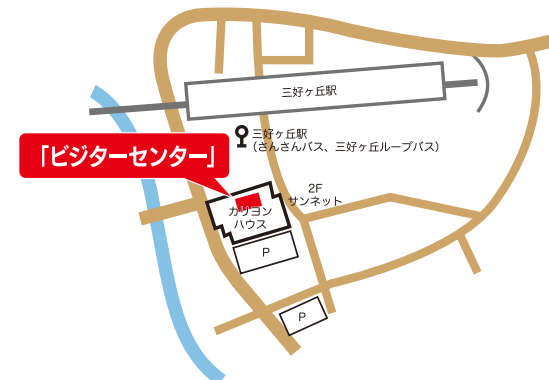 三好ヶ丘駅
三好ヶ丘駅
（さんさんバス、三好ヶ丘ループバス）
「ビジターセンター」
2F
サンネット
カリヨン
ハウス
P
P